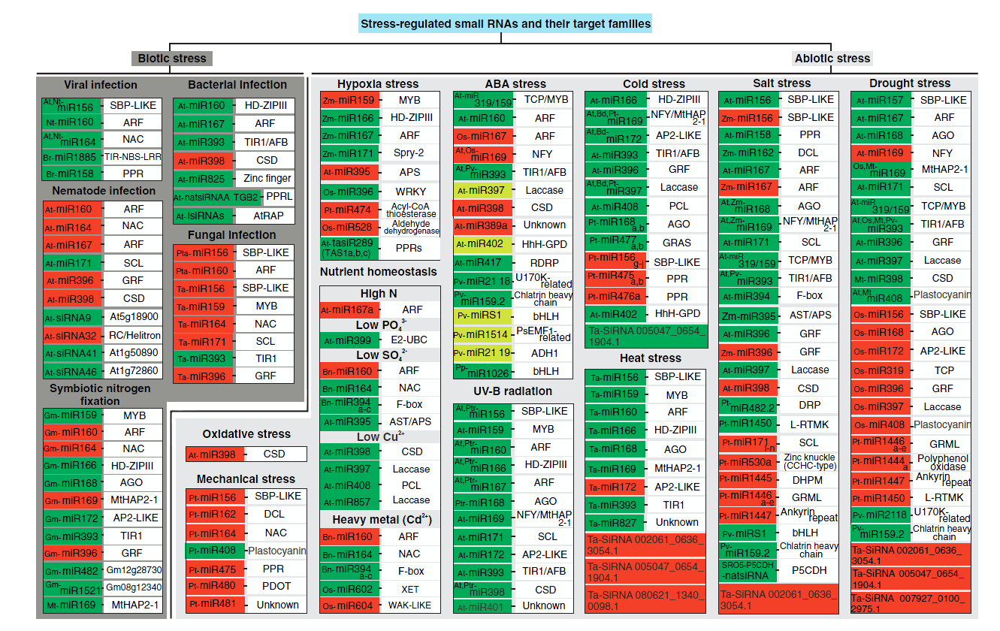 Stress-regulated small RNAs and their target families
Biotic stress
Abiotic stress
Viral infection
At,Nt-miR156 SBP-LIKE
Nt-miR160 ARF
At,Nt-miR164 NAC
Br-miR1885 TIR-NBS-LRR
Br-miR158 PPR
Nematode infection
At-miR160 ARF
At-miR164 NAC
At-miR167 ARF
At-miR171 SCL
At-miR396 GRF
At-miR398 CSD
At-siRNA9 At5g18900
At-siRNA32 RC/Helitron
At-siRNA41 At1g50890
At-siRNA46 At1g72860
Symbiotic nitrogen
fixation
Gm-miR159 MYB
Gm-miR160 ARF
Gm-miR164 NAC
Gm-miR166 HD-ZIPIII
Gm-miR168 AGO
Gm-miR169 MtHAP2-1
Gm-miR172 AP2-LIKE
Gm-miR393 TIR1
Gm-miR396 GRF
Gm-miR482 Gm12g28730
Gm-miR1521 Gm08g12340
Mt-miR169 MtHAP2-1
Bacterial infection
At-miR160 HD-ZIPIII
At-miR167 ARF
At-miR393 TIR1/AFB
At-miR398 CSD
At-miR825 Zinc finger
At-natsiRNAA TGB2 PPRL
At-lsiRNAs AtRAP
Fungal infection
Pta-miR156 SBP-LIKE
Pta-miR160 ARF
Ta-miR156 SBP-LIKE
Ta-miR159 MYB
Ta-miR164 NAC
Ta-miR171 SCL
Ta-miR393 TIR1
Ta-miR396 GRF
Oxidative stress
At-miR398 CSD
Mechanical stress
Pt-miR156 SBP-LIKE
Pt-miR162 DCL
Pt-miR164 NAC
Pt-miR408 Plastocyanin
Pt-miR475 PPR
Pt-miR480 PDOT
Pt-miR481 Unknown
Hypoxia stress
Zm-miR159 MYB
Zm-miR166 HD-ZIPIII
Zm-miR167 ARF
Zm-miR171 Spry-2
At-miR395 APS
Os-miR396 WRKY
Pt-miR474 Acyl-CoA
thioesterase
Os-miR528 Aldehyde
dehydrogenase
At-tasiR289
(TAS1a,b,c) PPRs
Nutrient homeostasis
High N
At-miR167a ARF
Low PO₄³⁻
At-miR399 E2-UBC
Low SO₄²⁻
Bn-miR160 ARF
Bn-miR164 NAC
Bn-miR394 a-c F-box
At-miR395 AST/APS
Low Cu²⁺
At-miR398 CSD
At-miR397 Laccase
At-miR408 PCL
At-miR857 Laccase
Heavy metal (Cd²⁺)
Bn-miR160 ARF
Bn-miR164 NAC
Bn-miR394 a-c F-box
Os-miR602 XET
Os-miR604 WAK-LIKE
ABA stress
At-miR 319/159 TCP/MYB
At-miR160 ARF
Os-miR167 ARF
At,Os-miR169 NFY
At,Pv-miR393 TIR1/AFB
At-miR397 Laccase
At-miR398 CSD
At-miR389a Unknown
At-miR402 HhH-GPD
At-miR417 RDRP
Pv-miR21 18 U170K-related
Pv-miR159.2 Chlatrin heavy
chain
Pv-miRS1 bHLH
Pv-miR1514 PsEMF1-related
Pv-miR21 19 ADH1
Pp-miR1026 bHLH
UV-B radiation
At,Ptr-miR156 SBP-LIKE
At-miR159 MYB
At,Ptr-miR160 ARF
At,Ptr-miR166 HD-ZIPIII
At,Ptr-miR167 ARF
Ptr-miR168 AGO
At-miR169 NFY/MtHAP2-1
At-miR171 SCL
At-miR172 AP2-LIKE
At-miR393 TIR1/AFB
At,Ptr-miR398 CSD
At-miR401 Unknown
Cold stress
At-miR166 HD-ZIPIII
At,Bd,Pt-miR169 NFY/MtHAP2-1
At,Bd-miR172 AP2-LIKE
At-miR393 TIR1/AFB
At-miR396 GRF
At,Bd,Pt-miR397 Laccase
At-miR408 PCL
Pt-miR168 a,b AGO
Pt-miR477 a,b GRAS
Pt-miR156 g-j SBP-LIKE
Pt-miR475 a,b PPR
Pt-miR476a PPR
At-miR402 HhH-GPD
Ta-SiRNA 005047_0654_
1904.1
Heat stress
Ta-miR156 SBP-LIKE
Ta-miR159 MYB
Ta-miR160 ARF
Ta-miR166 HD-ZIPIII
Ta-miR168 AGO
Ta-miR169 MtHAP2-1
Ta-miR172 AP2-LIKE
Ta-miR393 TIR1
Ta-miR827 Unknown
Ta-SiRNA 002061_0636_
3054.1
Ta-SiRNA 005047_0654_
1904.1
Ta-SiRNA 080621_1340_
0098.1
Salt stress
At-miR156 SBP-LIKE
Zm-miR156 SBP-LIKE
At-miR158 PPR
Zm-miR162 DCL
At-miR167 ARF
Zm-miR167 ARF
At,Zm-miR168 AGO
At,Zm-miR169 NFY/MtHAP2-1
At-miR171 SCL
At-miR 319/159 TCP/MYB
At,Pv-miR393 TIR1/AFB
At-miR394 F-box
Zm-miR395 AST/APS
At-miR396 GRF
Zm-miR396 GRF
At-miR397 Laccase
At-miR398 CSD
Pt-miR482.2 DRP
Pt-miR1450 L-RTMK
Pt-miR171 l-n SCL
Pt-miR530a Zinc knuckle
(CCHC-type)
Pt-miR1445 DHPM
Pt-miR1446 a-e GRML
Pt-miR1447 Ankyrin repeat
Pv-miRS1 bHLH
Pv-miR159.2 Chlatrin heavy
chain
SRO5-P5CDH
-natsiRNA P5CDH
Ta-SiRNA 002061_0636_
3054.1
Drought stress
At-miR157 SBP-LIKE
At-miR167 ARF
At-miR168 AGO
At-miR169 NFY
Os,Mt-miR169 MtHAP2-1
At-miR171 SCL
At-miR 319/159 TCP/MYB
At,Os,Mt,Pv-miR393 TIR1/AFB
At-miR396 GRF
At-miR397 Laccase
Mt-miR398 CSD
At,Mt miR408 Plastocyanin
Os-miR156 SBP-LIKE
Os-miR168 AGO
Os-miR172 AP2-LIKE
Os-miR319 TCP
Os-miR396 GRF
Os-miR397 Laccase
Os-miR408 Plastocyanin
Pt-miR1446 a-e GRML
Pt-miR1444 a Polyphenol
oxidase
Pt-miR1447 Ankyrin repeat
Pt-miR1450 L-RTMK
Pv-miR2118 U170K-related
Pv-miR159.2 Chlatrin heavy
chain
Ta-SiRNA 002061_0636_
3054.1
Ta-SiRNA 005047_0654_
1904.1
Ta-SiRNA 007927_0100_
2975.1